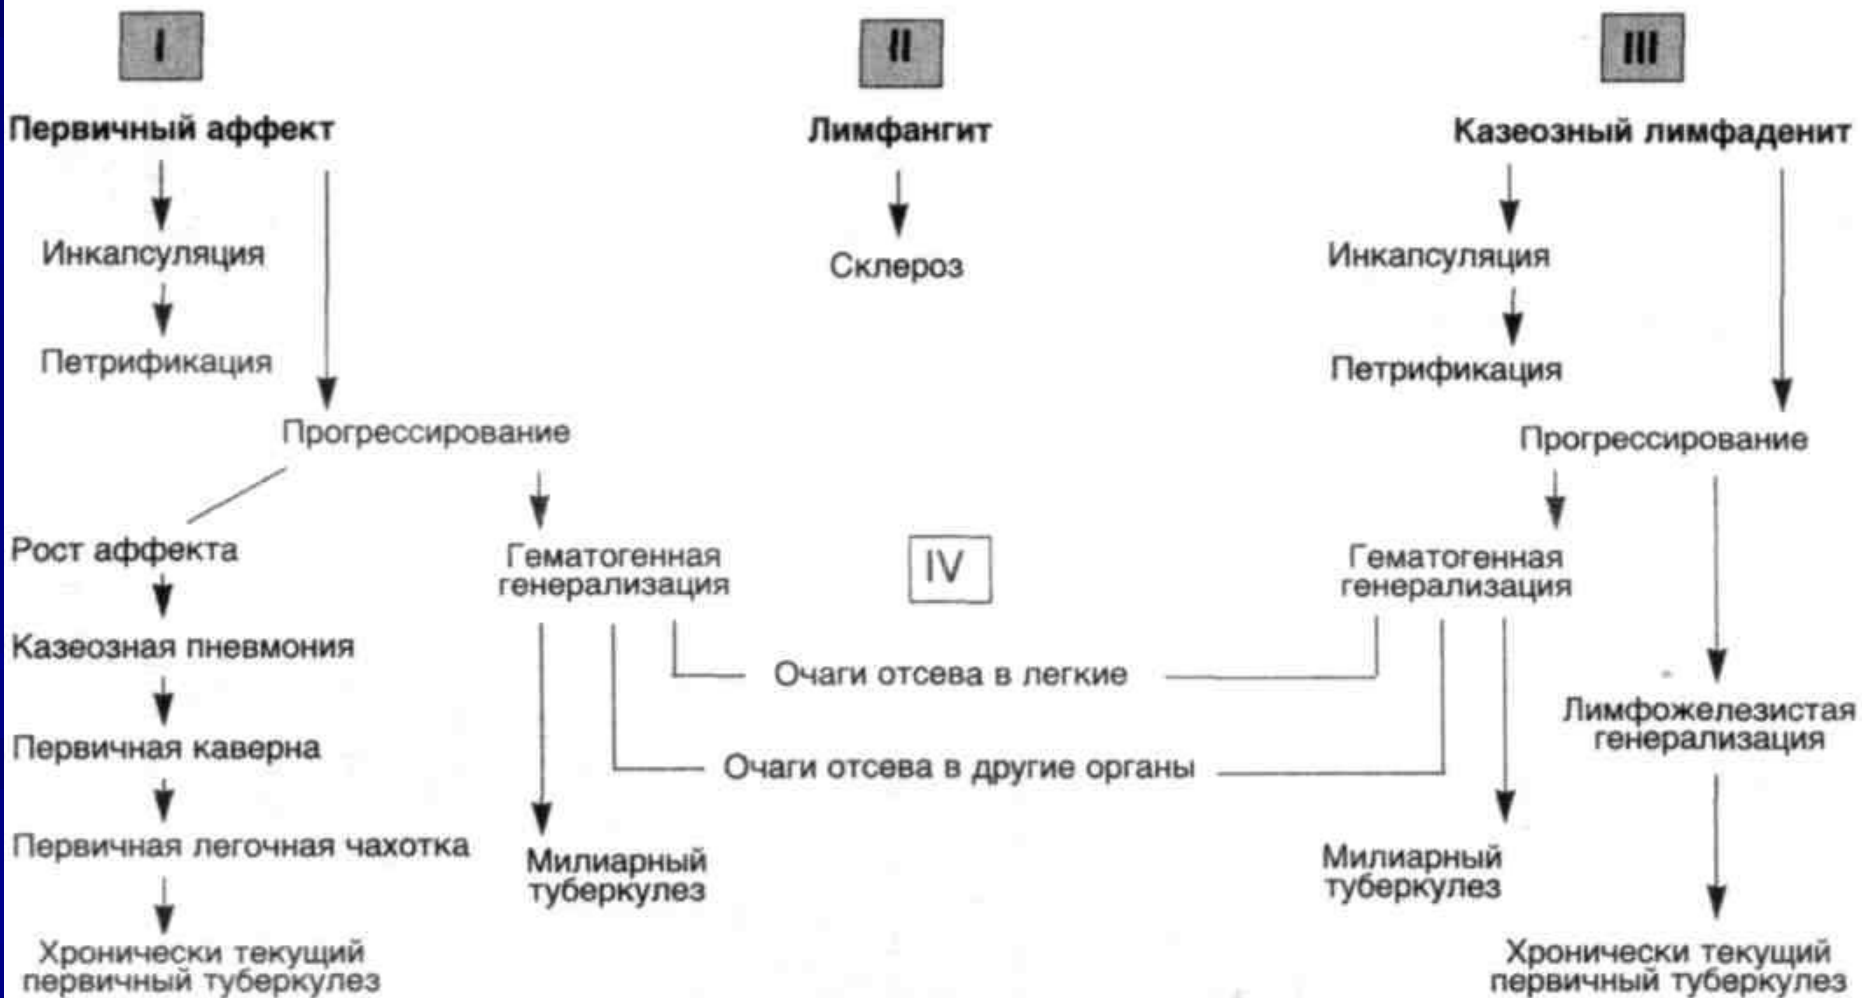 I
II
III
Первичный аффект
Лимфангит
Казеозный лимфаденит
Инкапсуляция
Склероз
Инкапсуляция
Петрификация
Петрификация
Прогрессирование
Прогрессирование
Рост аффекта
Гематогенная
генерализация
IV
Гематогенная
генерализация
Казеозная пневмония
Очаги отсева в легкие
Лимфожелезистая
генерализация
Первичная каверна
Очаги отсева в другие органы
Первичная легочная чахотка
Милиарный
туберкулез
Милиарный
туберкулез
Хронически текущий
первичный туберкулез
Хронически текущий
первичный туберкулез